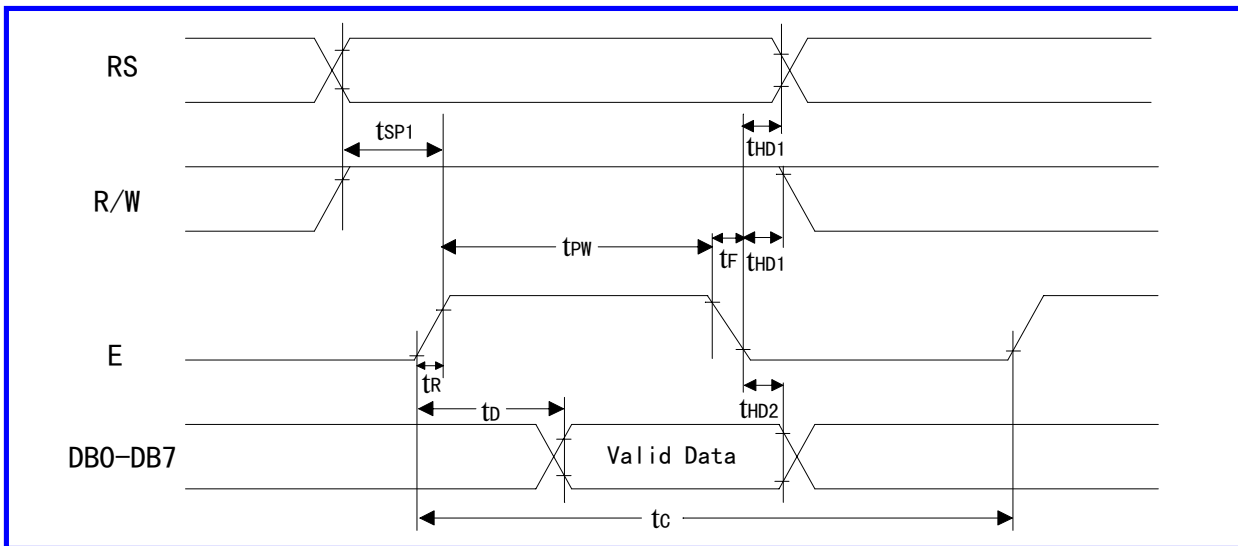 RS
tSP1
tHD1
R/W
tPW
tF
tHD1
E
tR
tHD2
tD
DB0-DB7
Valid Data
tC